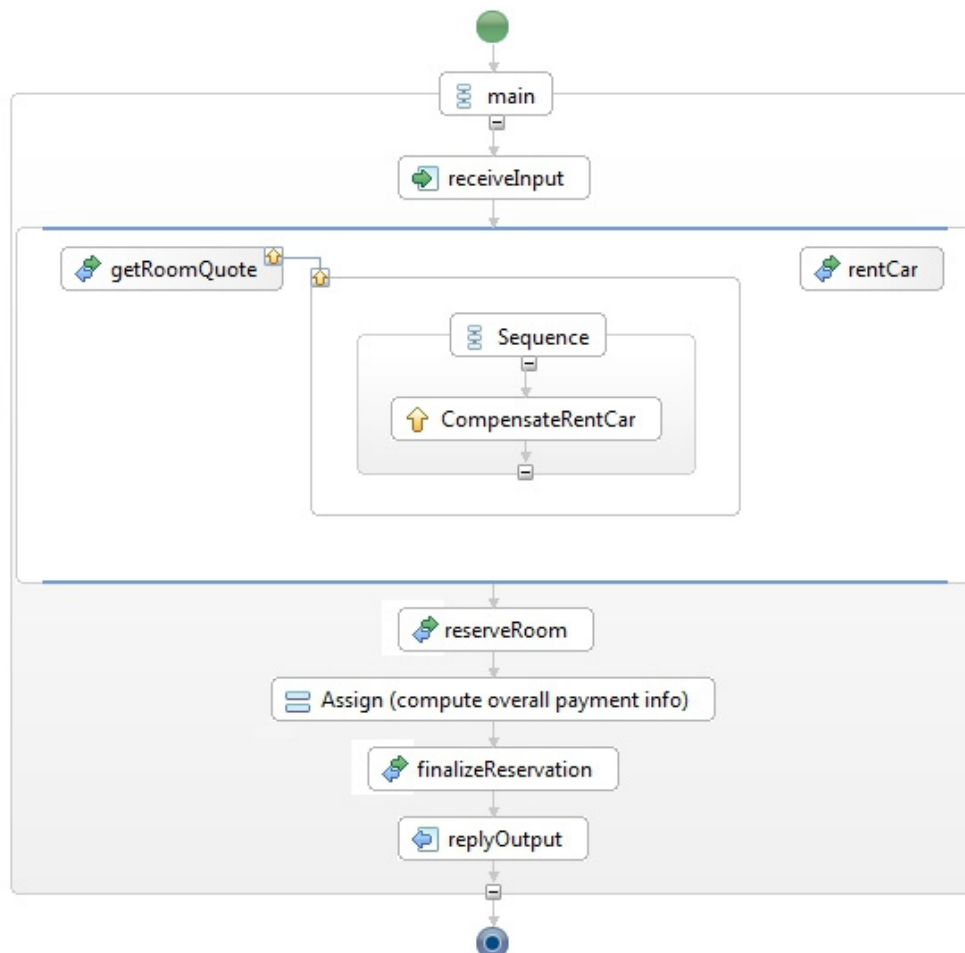 main
receiveInput
getRoomQuote
rentCar
Sequence
CompensateRentCar
reserveRoom
Assign (compute overall payment info)
finalizeReservation
replyOutput